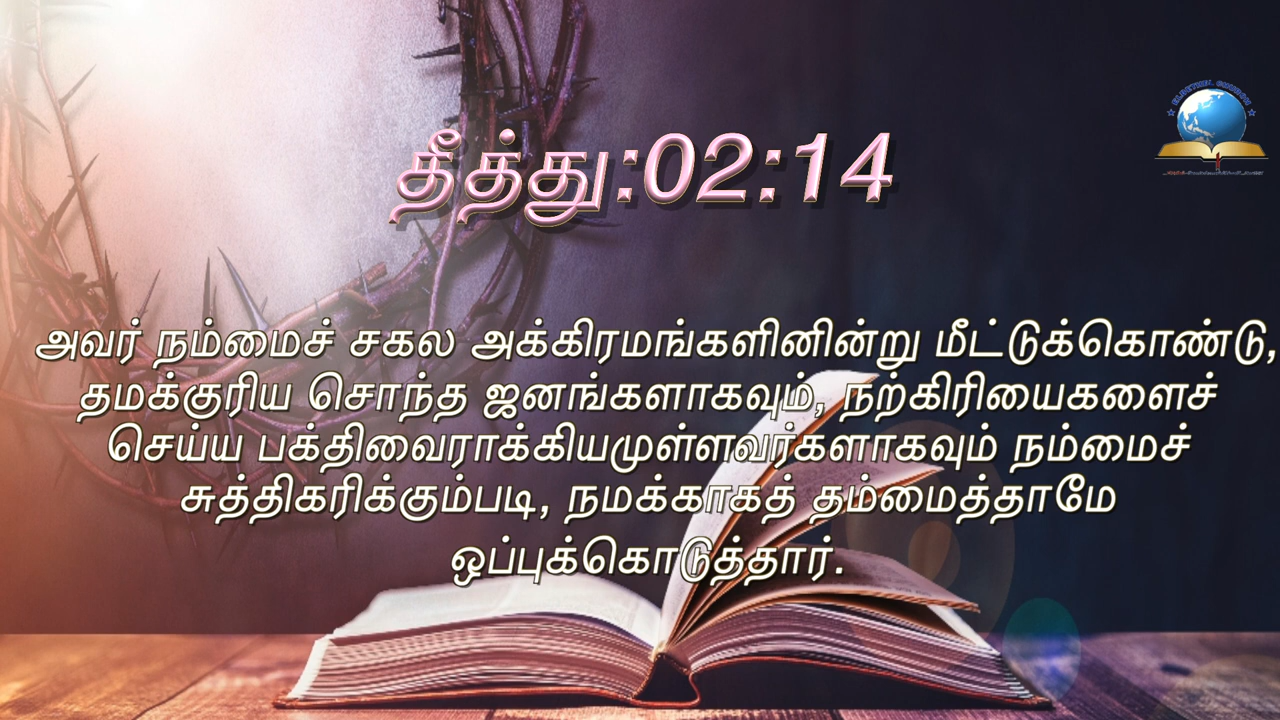 தீத்து:02:14
அவர் நம்மைச் சகல அக்கிரமங்களினின்று மீட்டுக்கொண்டு,
தமக்குரிய சொந்த ஜனங்களாகவும், நற்கிரியைகளைச்
செய்ய பக்திவைராக்கியமுள்ளவர்களாகவும் நம்மைச்
சுத்திகரிக்கும்படி, நமக்காகத் தம்மைத்தாமே
ஒப்புக்கொடுத்தார்.